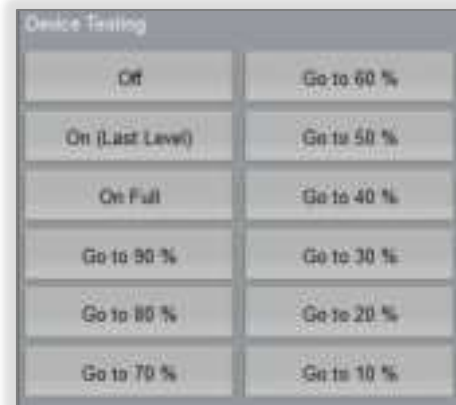 Device Testing
Off
Go to 60 %
On (Last Level)
Go to 50 %
On Full
Go to 40 %
Go to 90 %
Go to 30 %
Go to 80 %
Go to 20 %
Go to 70 %
Go to 10 %